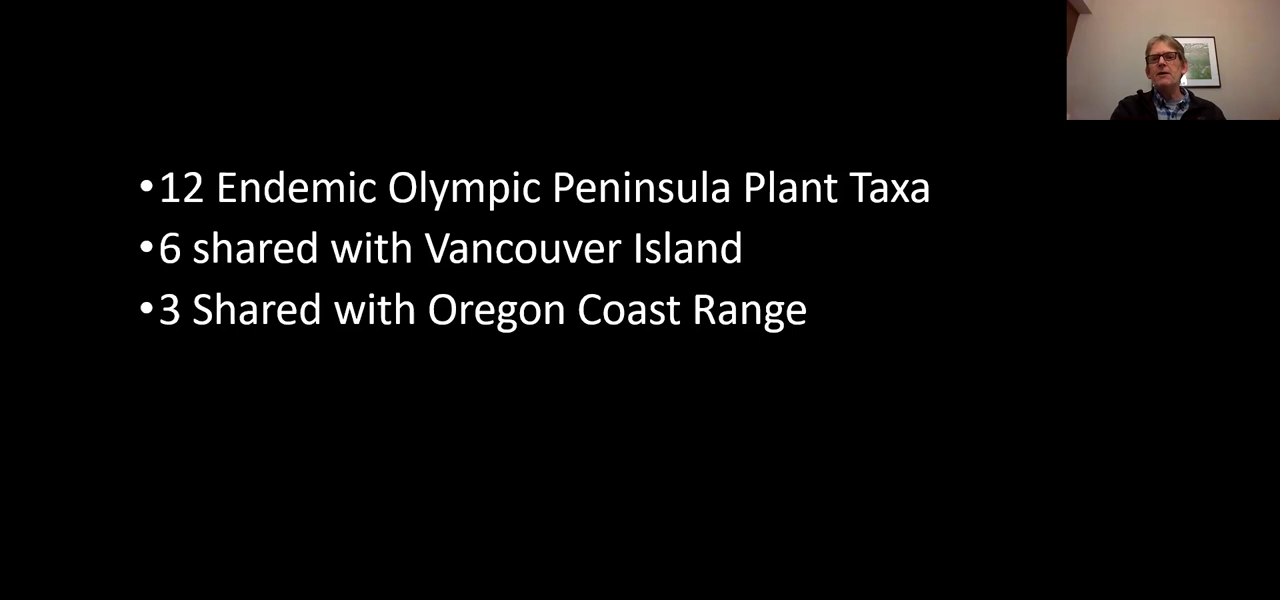 •12 Endemic Olympic Peninsula Plant Taxa
•6 shared with Vancouver Island
•3 Shared with Oregon Coast Range